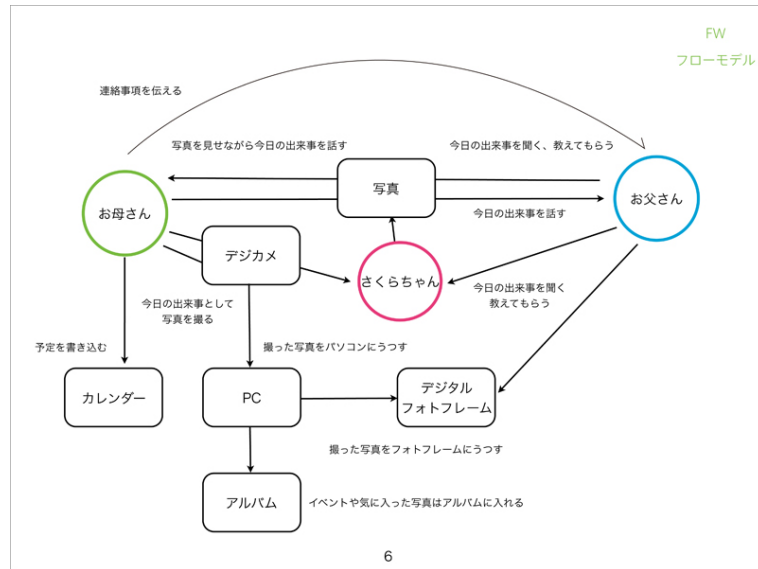 FW
フローモデル
連絡事項を伝える
写真を見せながら今日の出来事を話す
今日の出来事を聞く、教えてもらう
写真
お母さん
お父さん
今日の出来事を話す
デジカメ
さくらちゃん
今日の出来事として
写真を撮る
今日の出来事を聞く
教えてもらう
予定を書き込む
撮った写真をパソコンにうつす
カレンダー
PC
デジタル
フォトフレーム
撮った写真をフォトフレームにうつす
アルバム
イベントや気に入った写真はアルバムに入れる
6